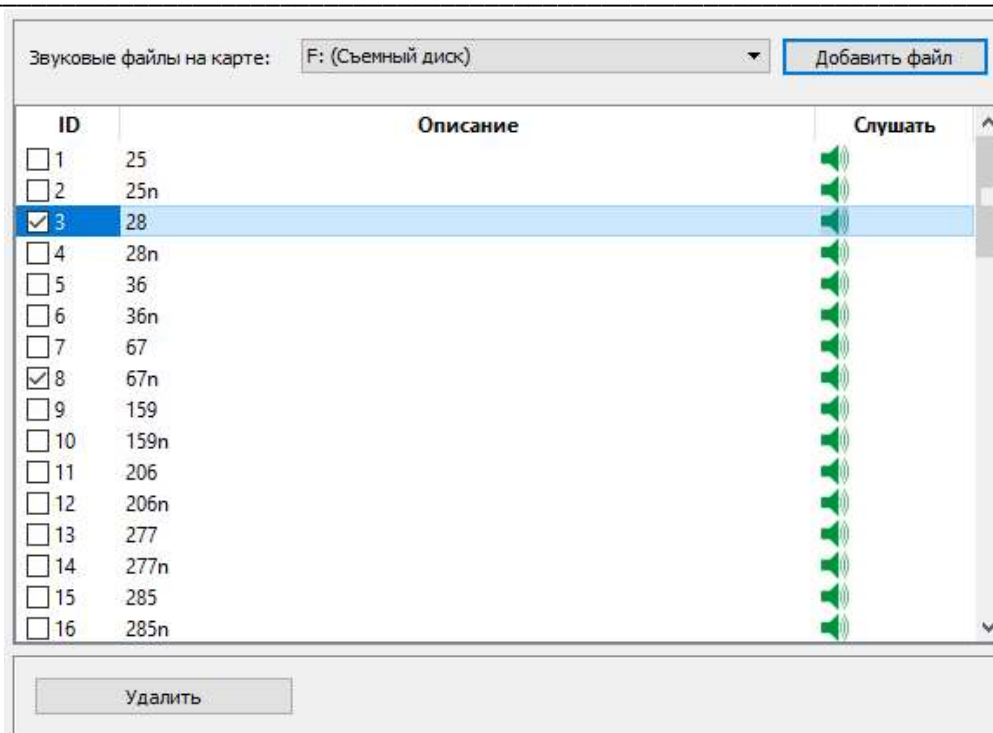 Звуковые файлы на карте: F: (Съемный диск) Добавить файл
ID Описание Слушать
1 25
2 25n
3 28
4 28n
5 36
6 36n
7 67
8 67n
9 159
10 159n
11 206
12 206n
13 277
14 277n
15 285
16 285n
Удалить